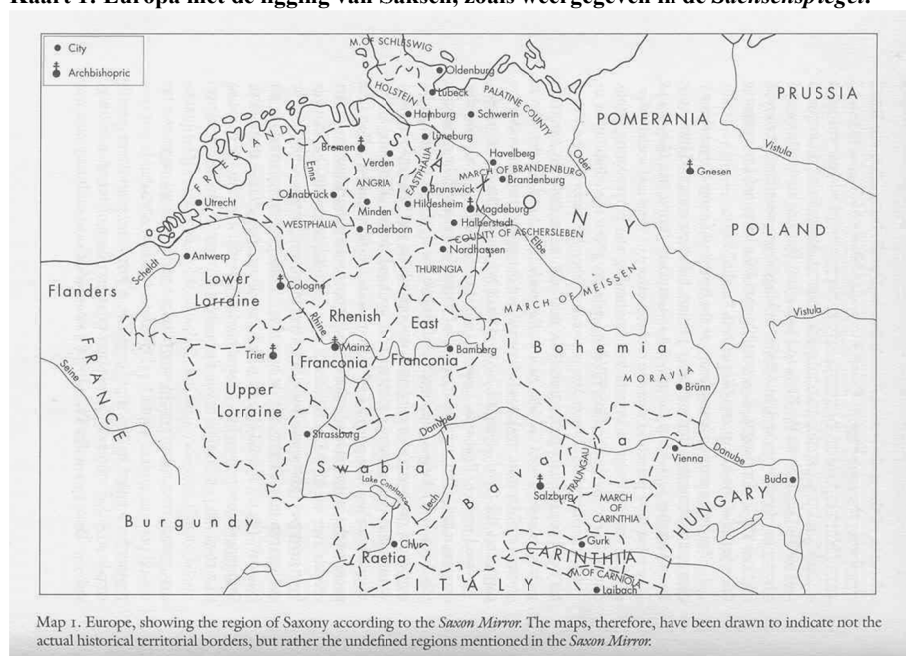 Kaart 1: Europa met de ligging van Saksen, zoals weergegeven in de Sachsenspiegel.
City
Archbishopric
M. OF SCHLESWIG
Oldenburg
HOLSTEIN
Lübeck
PALATINE COUNTY
PRUSSIA
Hamburg
Schwerin
POMERANIA
FRIESLAND
Lüneburg
Vistula
Bremen
Verden
Havelberg
Oder
Enns
EASTPHALIA
MARCH OF BRANDENBURG
Gnesen
ANGRIA
Brandenburg
Osnabrück
Brunswick
Utrecht
Minden
Hildesheim
Magdeburg
SAXONY
WESTPHALIA
Paderborn
Halberstadt
POLAND
COUNTY OF ASCHERSLEBEN
Elbe
Nordhausen
Antwerp
Scheldt
THURINGIA
Flanders
Lower
Lorraine
Cologne
MARCH OF MEISSEN
Rhenish
Franconia
East
Franconia
Rhine
Vistula
FRANCE
Mainz
Bamberg
Bohemia
Trier
Seine
MORAVIA
Upper
Lorraine
Brünn
Danube
Strassburg
Swabia
Bavaria
Vienna
Danube
TRAUNGAU
Lake Constance
Lech
Salzburg
Buda
MARCH
OF
CARINTHIA
HUNGARY
Burgundy
Chur
Gurk
Raetia
CARINTHIA
ITALY
M. OF CARNIOLA
Laibach
Map 1. Europe, showing the region of Saxony according to the Saxon Mirror. The maps, therefore, have been drawn to indicate not the
actual historical territorial borders, but rather the undefined regions mentioned in the Saxon Mirror.